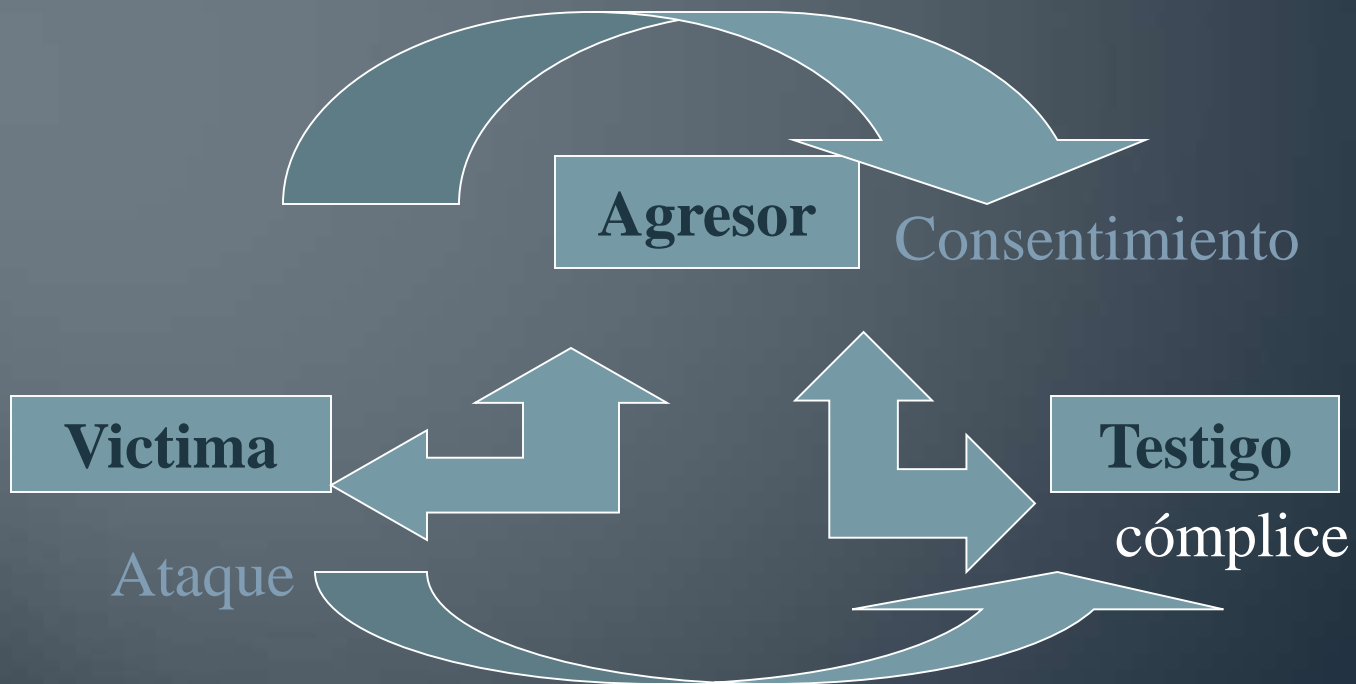 Agresor
Consentimiento
Victima
Testigo
cómplice
Ataque